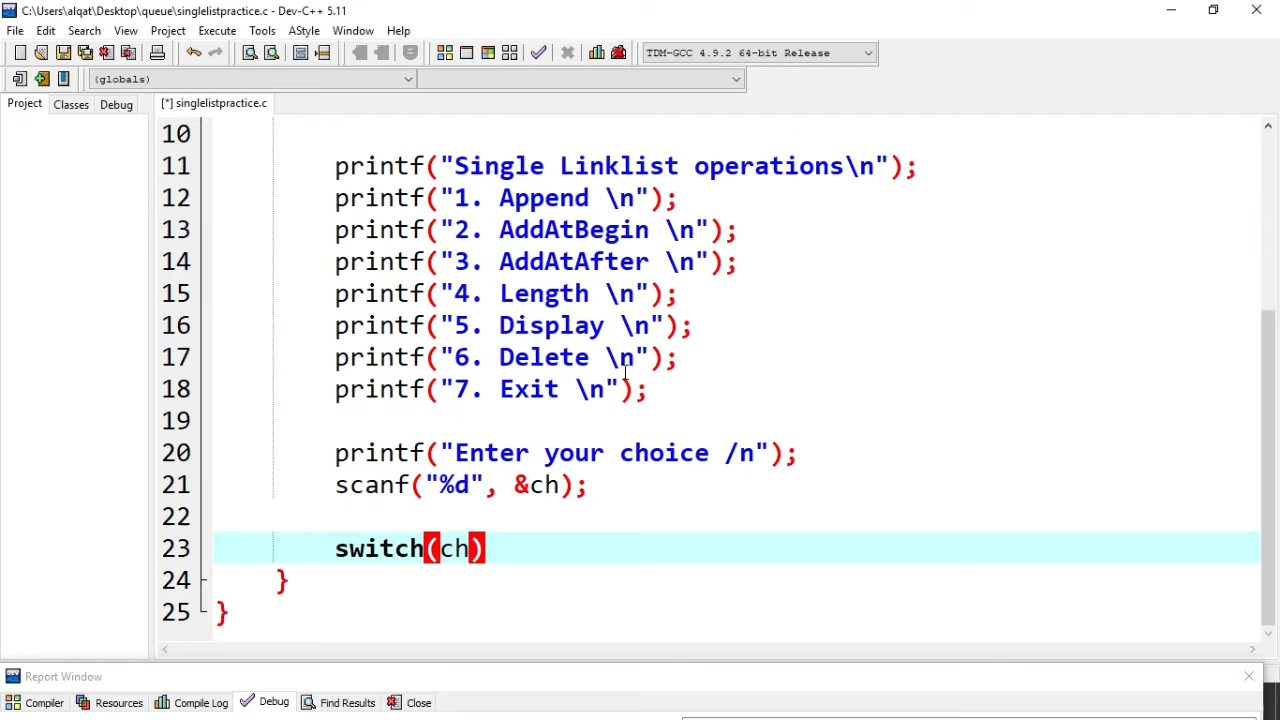 C:\Users\alqat\Desktop\queue\singlelistpractice.c - Dev-C++ 5.11
File Edit Search View Project Execute Tools AStyle Window Help
TDM-GCC 4.9.2 64-bit Release
(globals)
Project Classes Debug [*] singlelistpractice.c
10
11 printf("Single Linklist operations\n");
12 printf("1. Append \n");
13 printf("2. AddAtBegin \n");
14 printf("3. AddAtAfter \n");
15 printf("4. Length \n");
16 printf("5. Display \n");
17 printf("6. Delete \n");
18 printf("7. Exit \n");
19
20 printf("Enter your choice /n");
21 scanf("%d", &ch);
22
23 switch(ch)
24 }
25 }
Report Window
Compiler Resources Compile Log Debug Find Results Close